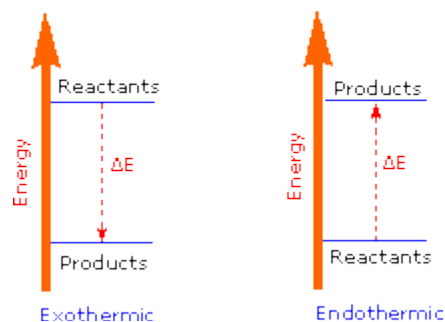 Reactants
Energy
ΔE
Products
Exothermic
Products
Energy
ΔE
Reactants
Endothermic